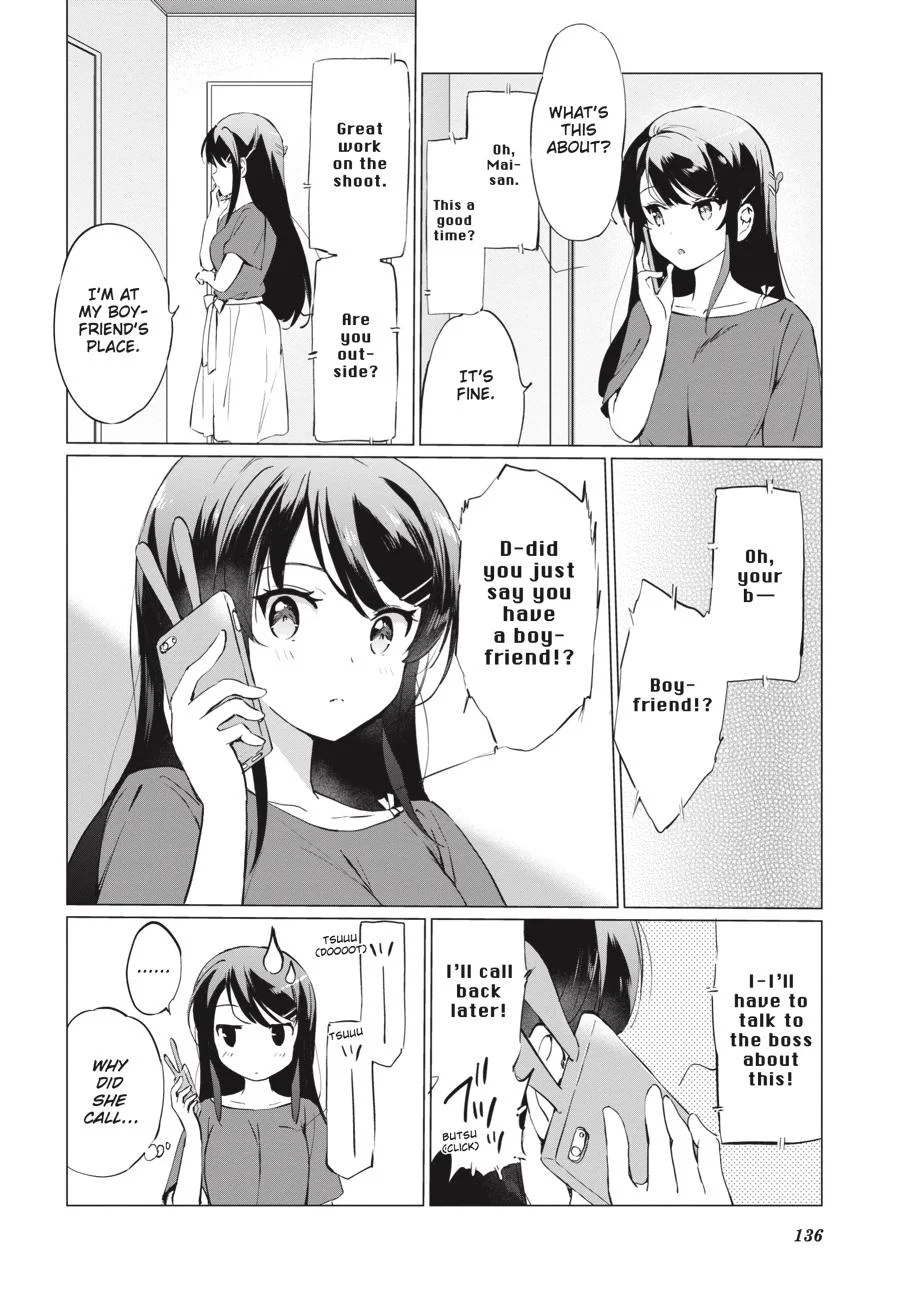 WHAT'S
THIS
ABOUT?
Oh,
Mai-
san.
This a
good
time?
IT'S
FINE.
Great
work
on the
shoot.
Are
you
out-
side?
I'M AT
MY BOY-
FRIEND'S
PLACE.
Oh,
your
b—
Boy-
friend!?
D-did
you just
say you
have
a boy-
friend!?
I-I'll
have to
talk to
the boss
about
this!
I'll call
back
later!
ブツッ
BUTSU
(CLICK)
TSUUU
(DOOOOT)
TSUUU
......
WHY
DID
SHE
CALL...
136